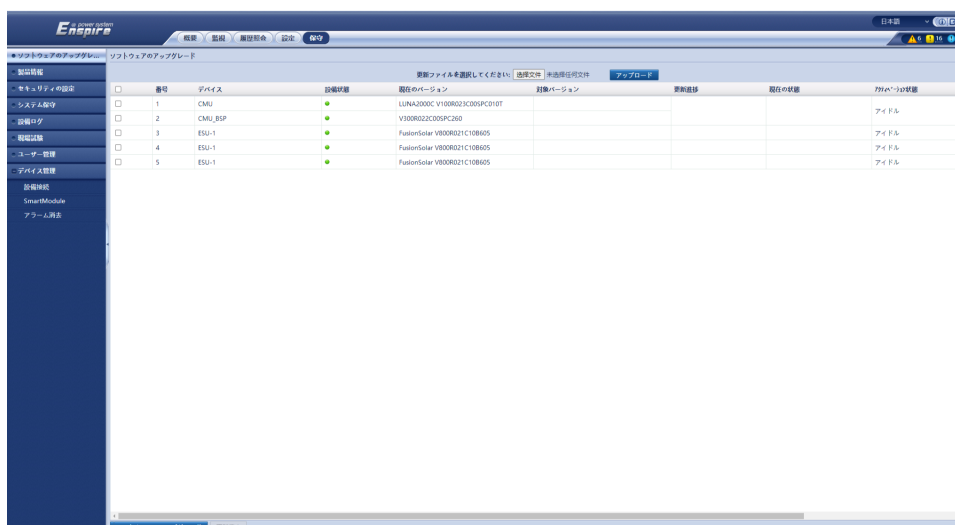 e power system
Enspire
日本語
概要 監視 履歴照会 設定 保守
6 16
ソフトウェアのアップグレ...
ソフトウェアのアップグレード
製品情報
セキュリティの設定
システム保守
設備ログ
現場試験
ユーザー管理
デバイス管理
設備接続
SmartModule
アラーム消去
更新ファイルを選択してください: 选择文件 未选择任何文件 アップロード
番号 デバイス 設備状態 現在のバージョン 対象バージョン 更新進捗 現在の状態 アクティベーション状態
1 CMU LUNA2000C V100R023C00SPC010T
アイドル
2 CMU_BSP V300R022C00SPC260
3 ESU-1 FusionSolar V800R021C10B605 アイドル
4 ESU-1 FusionSolar V800R021C10B605 アイドル
5 ESU-1 FusionSolar V800R021C10B605 アイドル